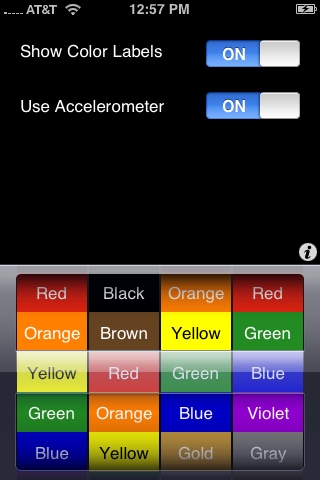 AT&T 12:57 PM
Show Color Labels ON
Use Accelerometer ON
Red Black Orange Red
Orange Brown Yellow Green
Yellow Red Green Blue
Green Orange Blue Violet
Blue Yellow Gold Gray